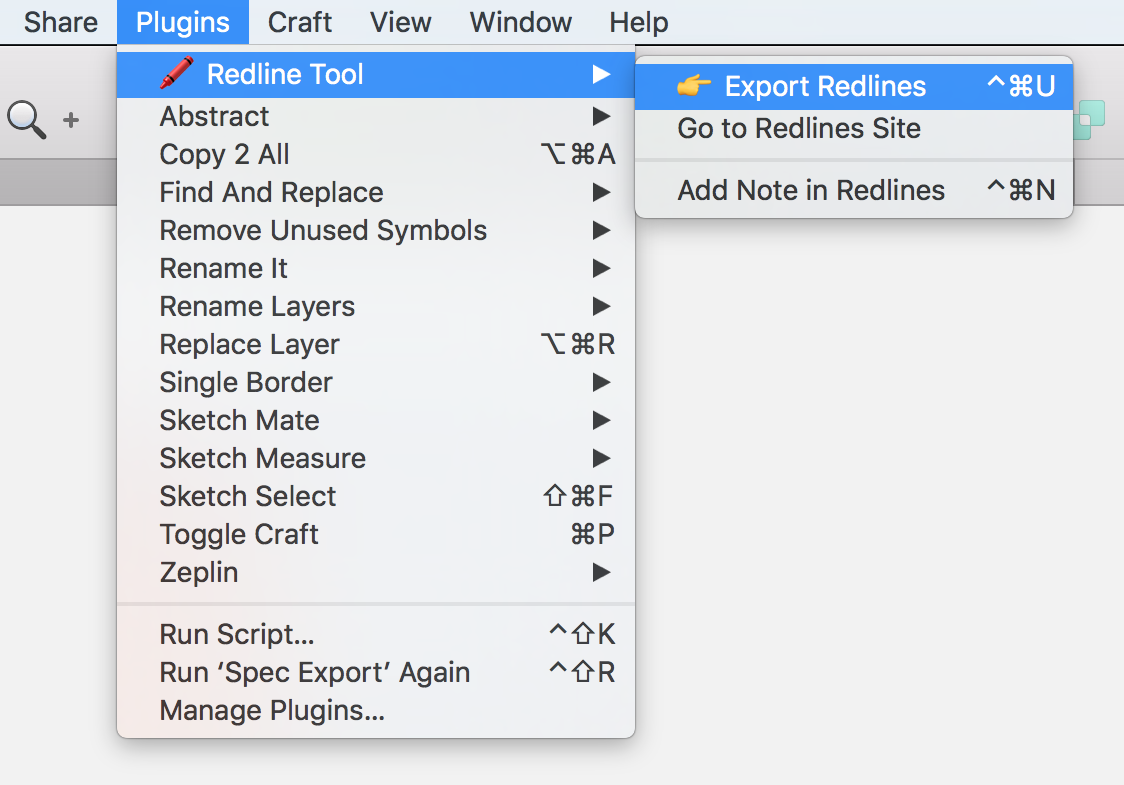 Share Plugins Craft View Window Help
🖍 Redline Tool ▶
Abstract ▶
Copy 2 All ⌥⌘A
Find And Replace ▶
Remove Unused Symbols ▶
Rename It ▶
Rename Layers ▶
Replace Layer ⌥⌘R
Single Border ▶
Sketch Mate ▶
Sketch Measure ▶
Sketch Select ⇧⌘F
Toggle Craft ⌘P
Zeplin ▶
Run Script... ^⇧K
Run ‘Spec Export’ Again ^⇧R
Manage Plugins...
👉 Export Redlines ^⌘U
Go to Redlines Site
Add Note in Redlines ^⌘N